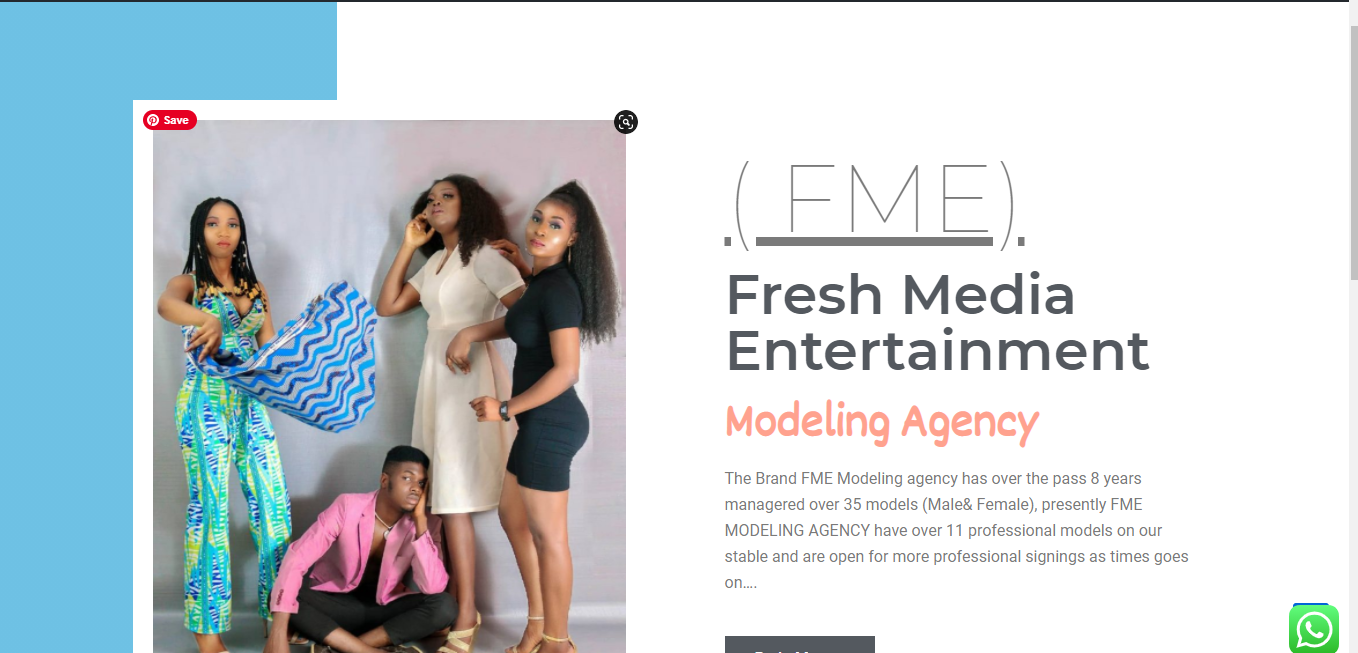 Save
( FME)
Fresh Media
Entertainment
Modeling Agency
The Brand FME Modeling agency has over the pass 8 years
managered over 35 models (Male& Female), presently FME
MODELING AGENCY have over 11 professional models on our
stable and are open for more professional signings as times goes
on....